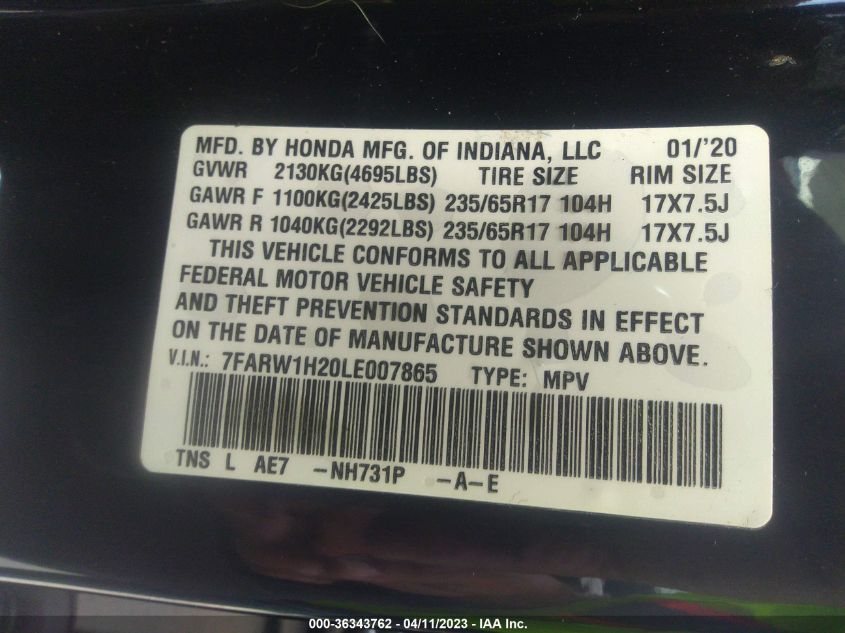 MFD. BY HONDA MFG. OF INDIANA, LLC 01/'20
GVWR 2130KG(4695LBS) TIRE SIZE RIM SIZE
GAWR F 1100KG(2425LBS) 235/65R17 104H 17X7.5J
GAWR R 1040KG(2292LBS) 235/65R17 104H 17X7.5J
THIS VEHICLE CONFORMS TO ALL APPLICABLE
FEDERAL MOTOR VEHICLE SAFETY
AND THEFT PREVENTION STANDARDS IN EFFECT
ON THE DATE OF MANUFACTURE SHOWN ABOVE.
V.I.N.: 7FARW1H20LE007865 TYPE: MPV
TNS L AE7 -NH731P -A-E
000-36343762 - 04/11/2023 - IAA Inc.